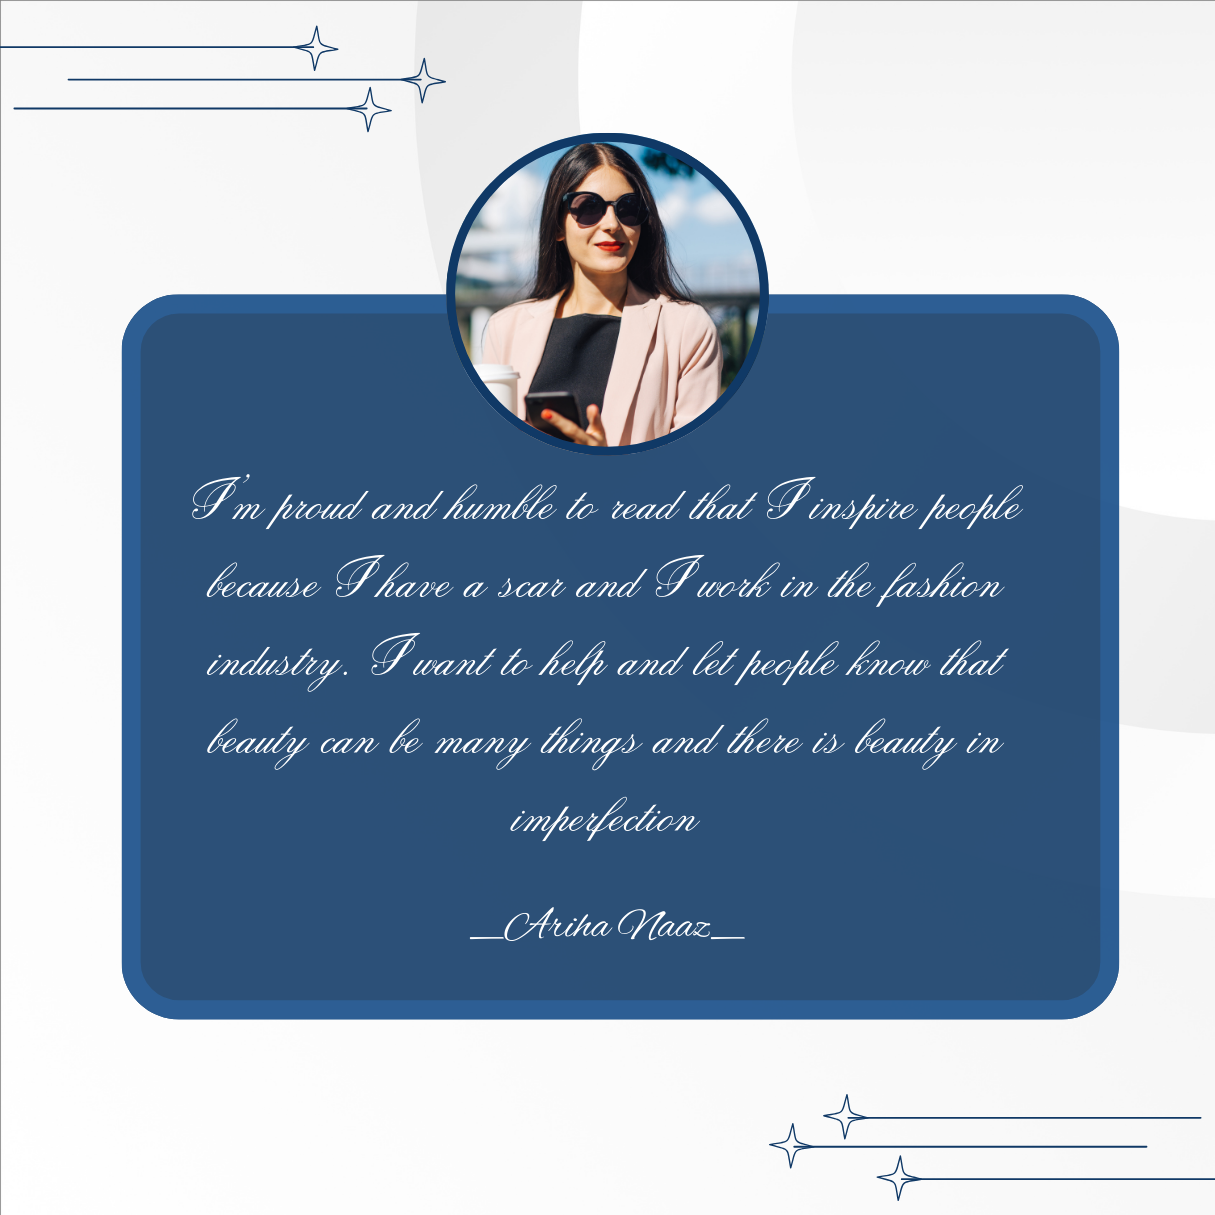 I'm proud and humble to read that I inspire people
because I have a scar and I work in the fashion
industry. I want to help and let people know that
beauty can be many things and there is beauty in
imperfection
__Ariha Naaz__